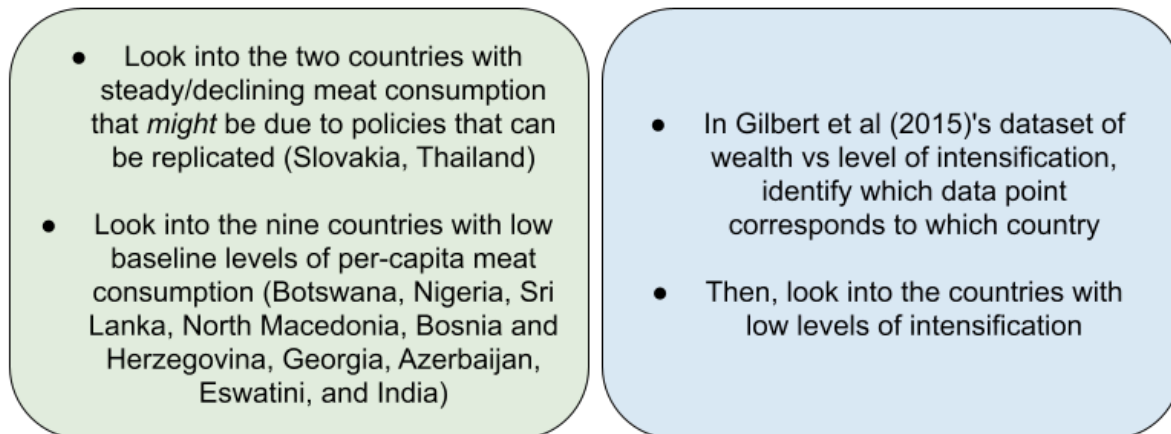 ● Look into the two countries with
steady/declining meat consumption
that might be due to policies that can
be replicated (Slovakia, Thailand)
● Look into the nine countries with low
baseline levels of per-capita meat
consumption (Botswana, Nigeria, Sri
Lanka, North Macedonia, Bosnia and
Herzegovina, Georgia, Azerbaijan,
Eswatini, and India)
● In Gilbert et al (2015)'s dataset of
wealth vs level of intensification,
identify which data point
corresponds to which country
● Then, look into the countries with
low levels of intensification